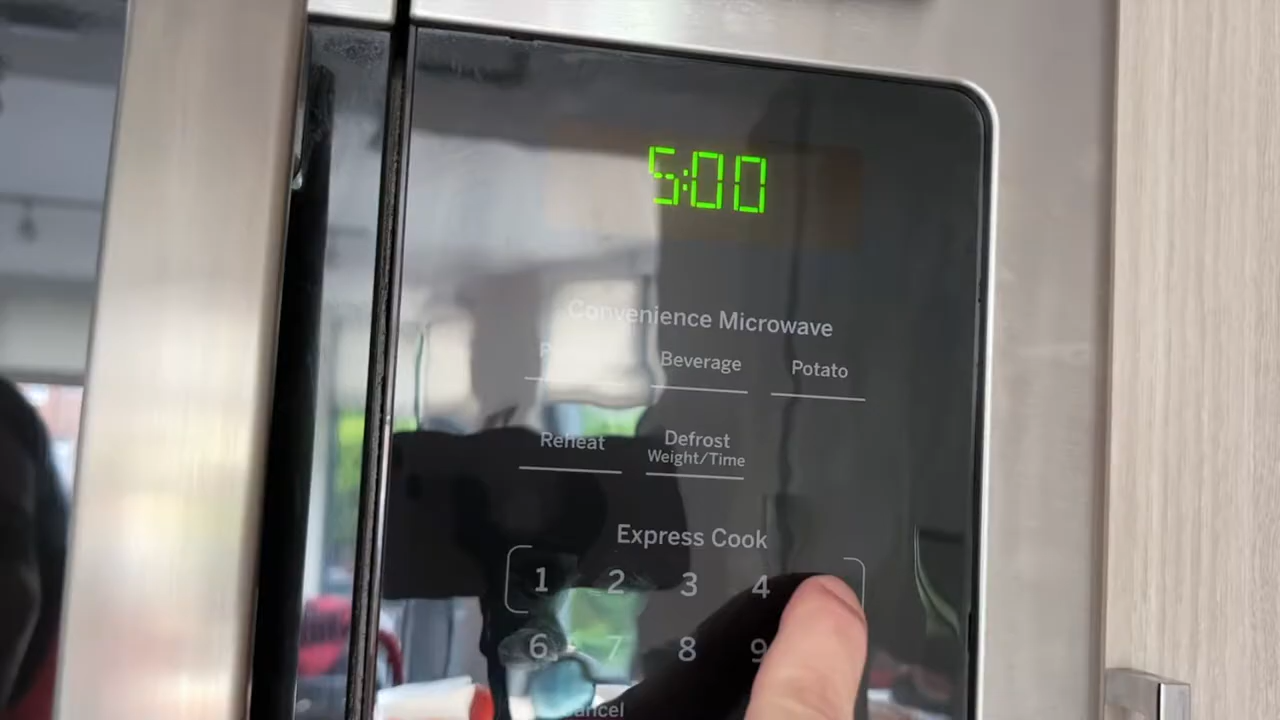 5:00
Convenience Microwave
Beverage Potato
Reheat Defrost
Weight/Time
Express Cook
1 2 3 4
6 7 8 9